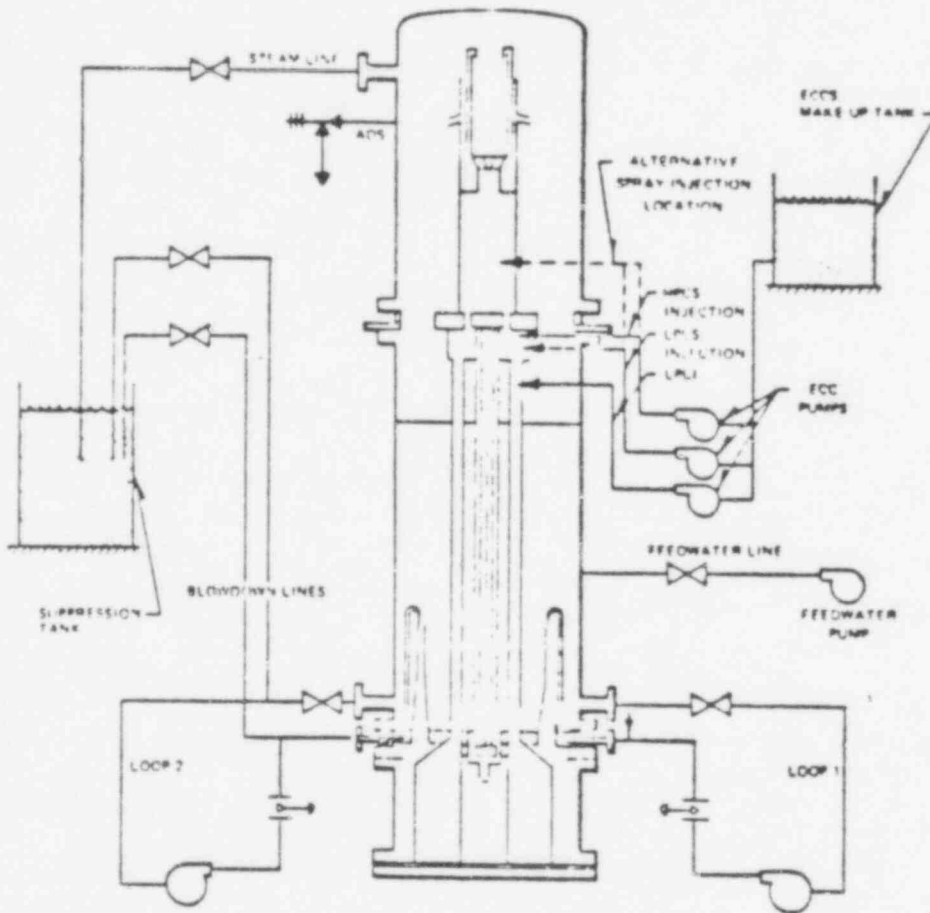 STEAM LINE
ADS
ECCS
MAKE UP TANK
ALTERNATIVE
SPRAY INJECTION
LOCATION
HPCS
INJECTION
LPCS
INJECTION
LPCI
ECC
PUMPS
FEEDWATER LINE
FEEDWATER
PUMP
BLOWDOWN LINES
SUPPRESSION
TANK
LOOP 2
LOOP 1